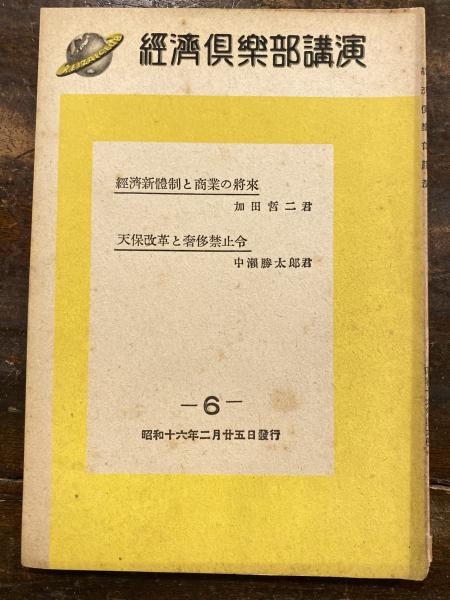 經濟倶樂部講演
經濟新體制と商業の將來
加田哲二君
天保改革と奢侈禁止令
中瀬勝太郎君
—6—
昭和十六年二月廿五日發行